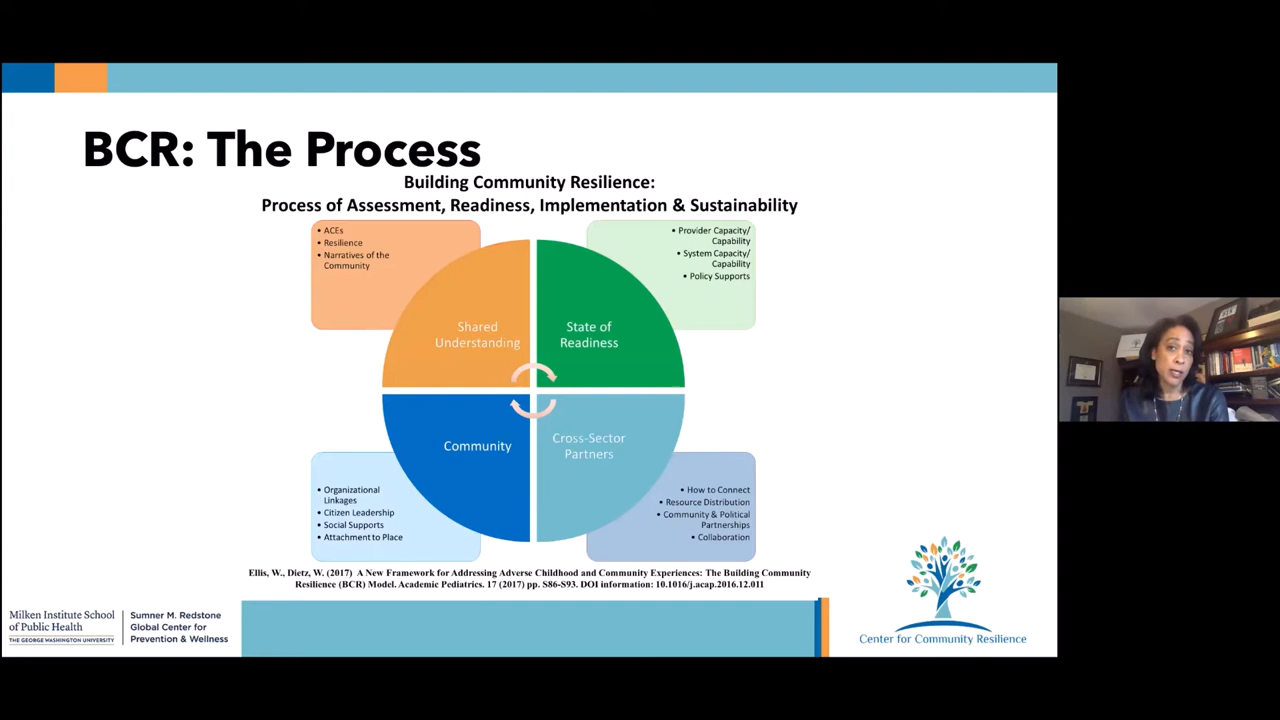 BCR: The Process
Building Community Resilience:
Process of Assessment, Readiness, Implementation & Sustainability
• ACEs
• Resilience
• Narratives of the
Community
• Provider Capacity/
Capability
• System Capacity/
Capability
• Policy Supports
Shared
Understanding
State of
Readiness
Community
Cross-Sector
Partners
• Organizational
Linkages
• Citizen Leadership
• Social Supports
• Attachment to Place
• How to Connect
• Resource Distribution
• Community & Political
Partnerships
• Collaboration
Ellis, W., Dietz, W. (2017) A New Framework for Addressing Adverse Childhood and Community Experiences: The Building Community
Resilience (BCR) Model. Academic Pediatrics. 17 (2017) pp. S86-S93. DOI information: 10.1016/j.acap.2016.12.011
Milken Institute School
of Public Health
THE GEORGE WASHINGTON UNIVERSITY
Sumner M. Redstone
Global Center for
Prevention & Wellness
Center for Community Resilience